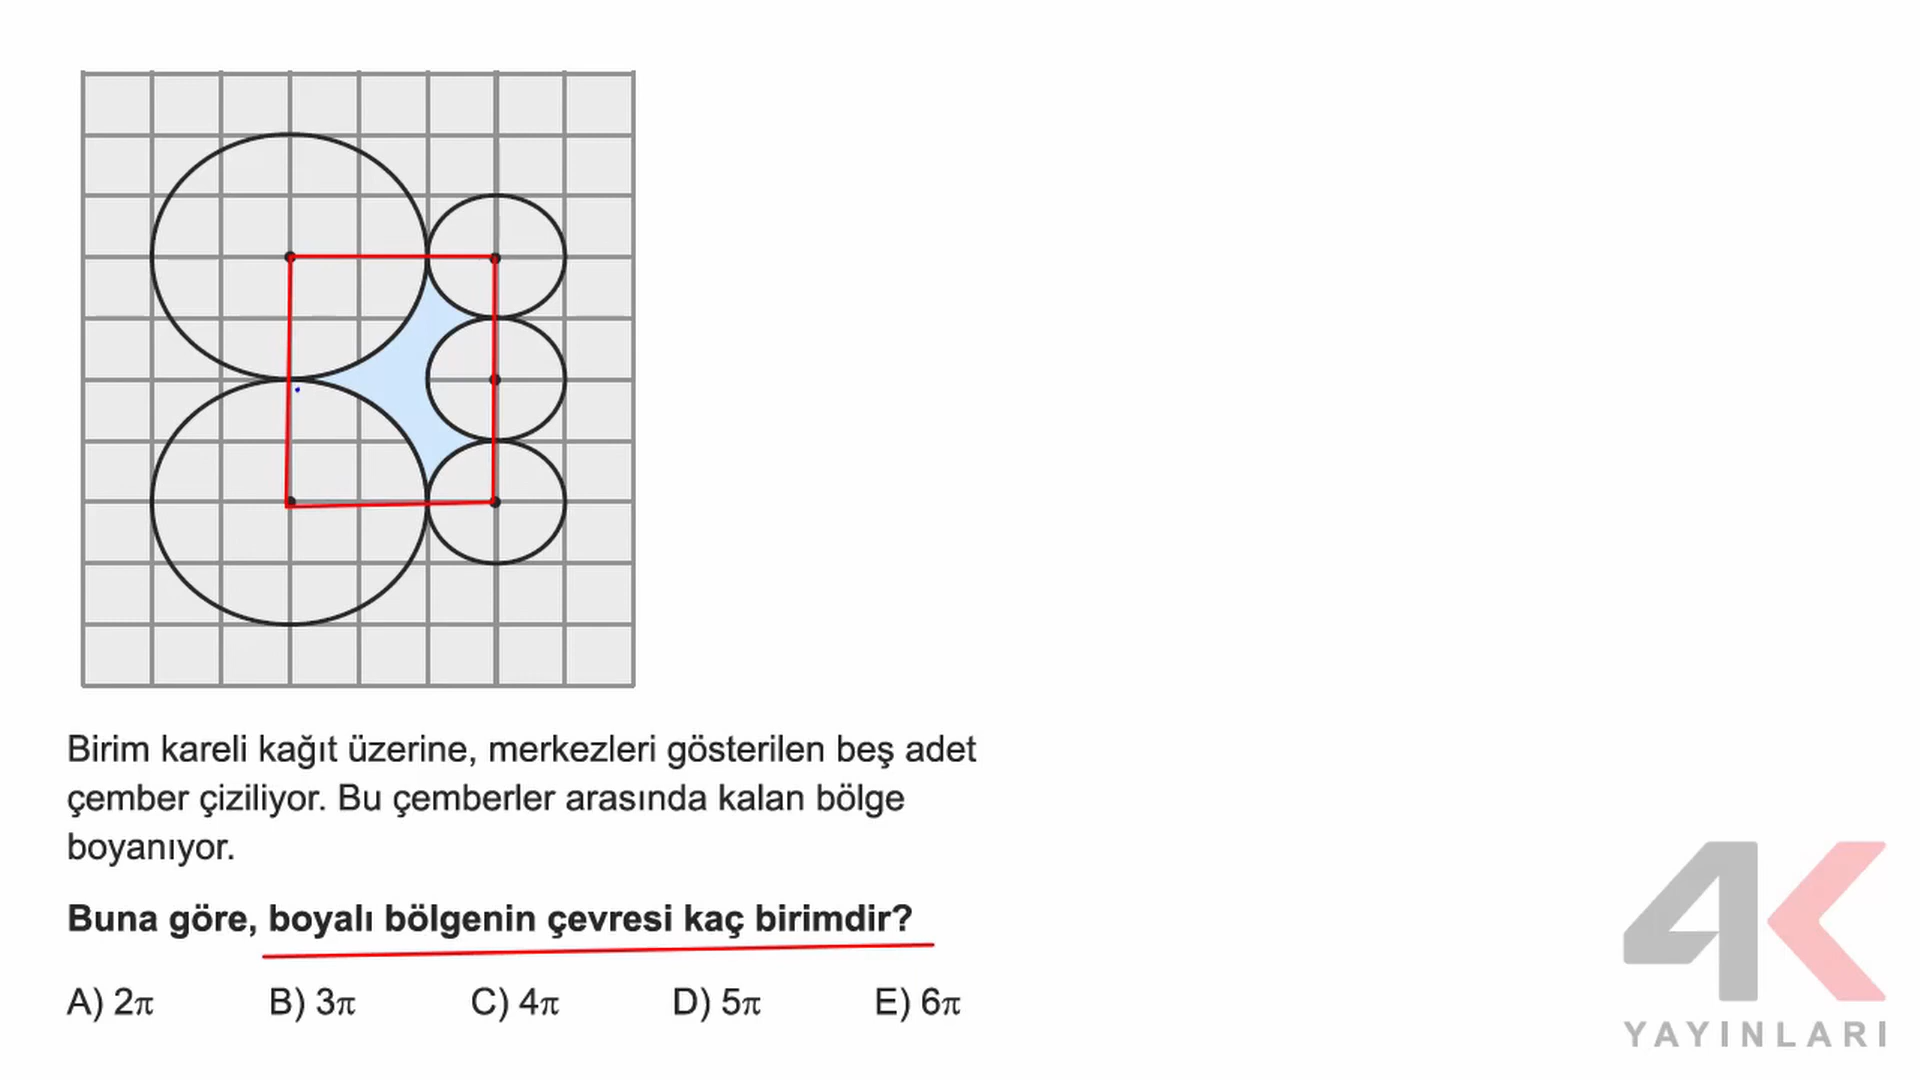 Birim kareli kağıt üzerine, merkezleri gösterilen beş adet
çember çiziliyor. Bu çemberler arasında kalan bölge
boyanıyor.
Buna göre, boyalı bölgenin çevresi kaç birimdir?
A) 2π B) 3π C) 4π D) 5π E) 6π
4K
YAYINLARI